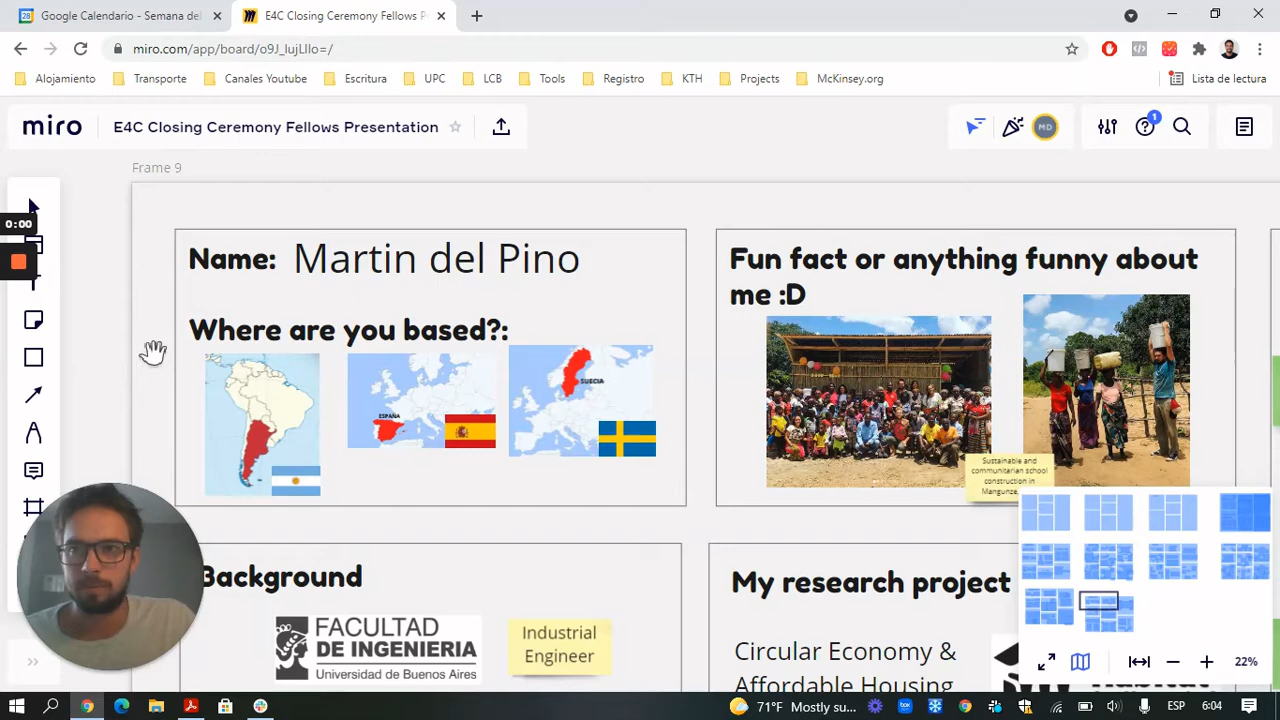 Google Calendario - Semana del
E4C Closing Ceremony Fellows P
miro.com/app/board/o9J_lujLlIo=/
Alojamiento
Transporte
Canales Youtube
Escritura
UPC
LCB
Tools
Registro
KTH
Projects
McKinsey.org
Lista de lectura
miro
E4C Closing Ceremony Fellows Presentation
MD
1
Frame 9
0:00
Name: Martin del Pino
Fun fact or anything funny about
me :D
Where are you based?:
ESPAÑA
SUECIA
Sustainable and
communitarian school
construction in
Mangunze,
Background
My research project
FACULTAD
DE INGENIERIA
Universidad de Buenos Aires
Industrial
Engineer
Circular Economy &
Affordable Housing
22%
71°F Mostly su...
ESP
6:04